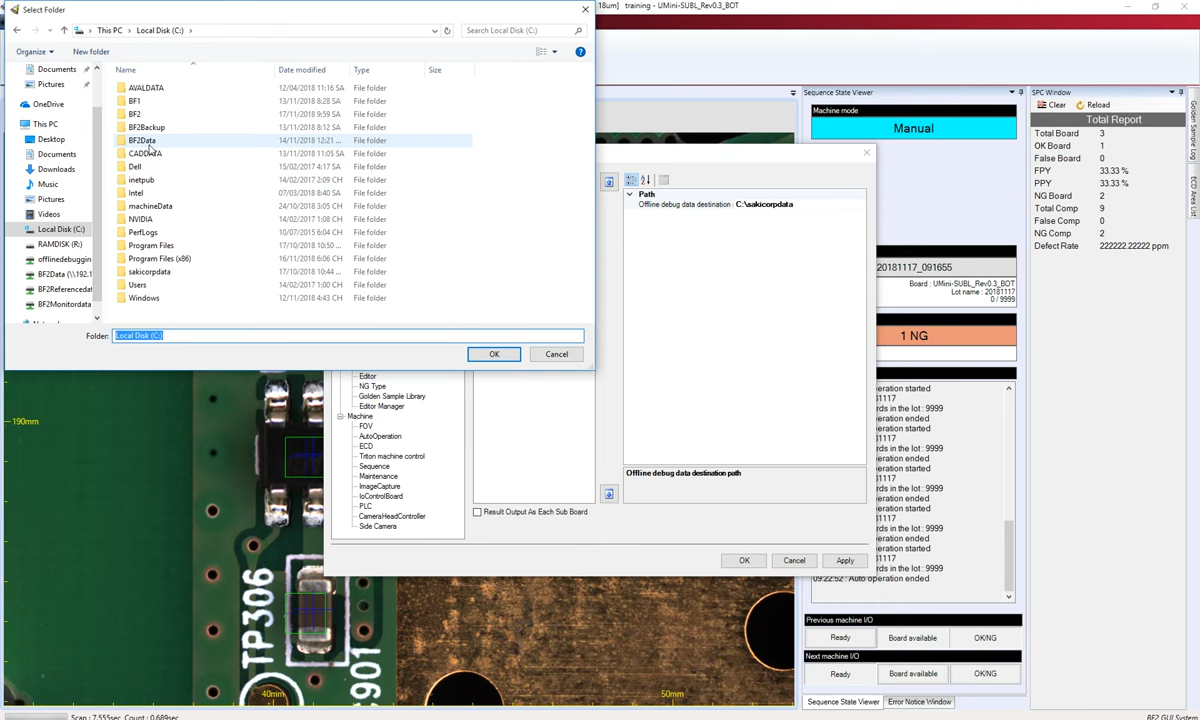 Select Folder
18um] training - UMini-SUBL_Rev0.3_BOT
This PC > Local Disk (C:) >
Search Local Disk (C:)
Organize
New folder
Name
Date modified
Type
Size
Documents
Pictures
OneDrive
This PC
Desktop
Documents
Downloads
Music
Pictures
Videos
Local Disk (C:)
RAMDISK (R:)
offlinedebuggin
BF2Data (\\192.1
BF2Referencedat
BF2Monitordata
AVALDATA 12/04/2018 11:16 SA File folder
BF1 13/11/2018 8:28 SA File folder
BF2 17/11/2018 9:59 SA File folder
BF2Backup 13/11/2018 8:12 SA File folder
BF2Data 14/11/2018 12:21 ... File folder
CADDATA 13/11/2018 11:05 SA File folder
Dell 15/02/2017 4:17 SA File folder
inetpub 14/02/2017 2:09 CH File folder
Intel 07/03/2018 8:40 SA File folder
machineData 24/10/2018 3:05 CH File folder
NVIDIA 14/02/2017 1:08 CH File folder
PerfLogs 10/07/2015 6:04 CH File folder
Program Files 17/10/2018 10:50 ... File folder
Program Files (x86) 16/11/2018 6:06 CH File folder
sakicorpdata 17/10/2018 10:44 ... File folder
Users 14/02/2017 1:00 CH File folder
Windows 12/11/2018 4:43 CH File folder
Folder: Local Disk (C:)
OK
Cancel
Path
Offline debug data destination : C:\sakicorpdata
Offline debug data destination path
Editor
NG Type
Golden Sample Library
Editor Manager
Machine
FOV
AutoOperation
ECD
Triton machine control
Sequence
Maintenance
ImageCapture
IoControlBoard
PLC
CameraHeadController
Side Camera
Result Output As Each Sub Board
OK
Cancel
Apply
Sequence State Viewer
Machine mode
Manual
20181117_091655
Board : UMini-SUBL_Rev0.3_BOT
Lot name : 20181117
0 / 9999
1 NG
eration started
1117
rds in the lot : 9999
eration ended
eration started
1117
rds in the lot : 9999
eration ended
eration started
1117
rds in the lot : 9999
eration ended
eration started
1117
rds in the lot : 9999
eration ended
eration started
1117
rds in the lot : 9999
09:22:52 : Auto operation ended
Previous machine I/O
Ready
Board available
OK/NG
Next machine I/O
Ready
Board available
OK/NG
Sequence State Viewer
Error Notice Window
SPC Window
Clear
Reload
Total Report
Total Board 3
OK Board 1
False Board 0
FPY 33.33 %
PPY 33.33 %
NG Board 2
Total Comp 9
False Comp 0
NG Comp 2
Defect Rate 222222.22222 ppm
Golden Sample Log
ECD Area List
190mm
TP306
901
40mm
50mm
Scan : 7.555sec Count : 0.689sec
BF2 GUI System